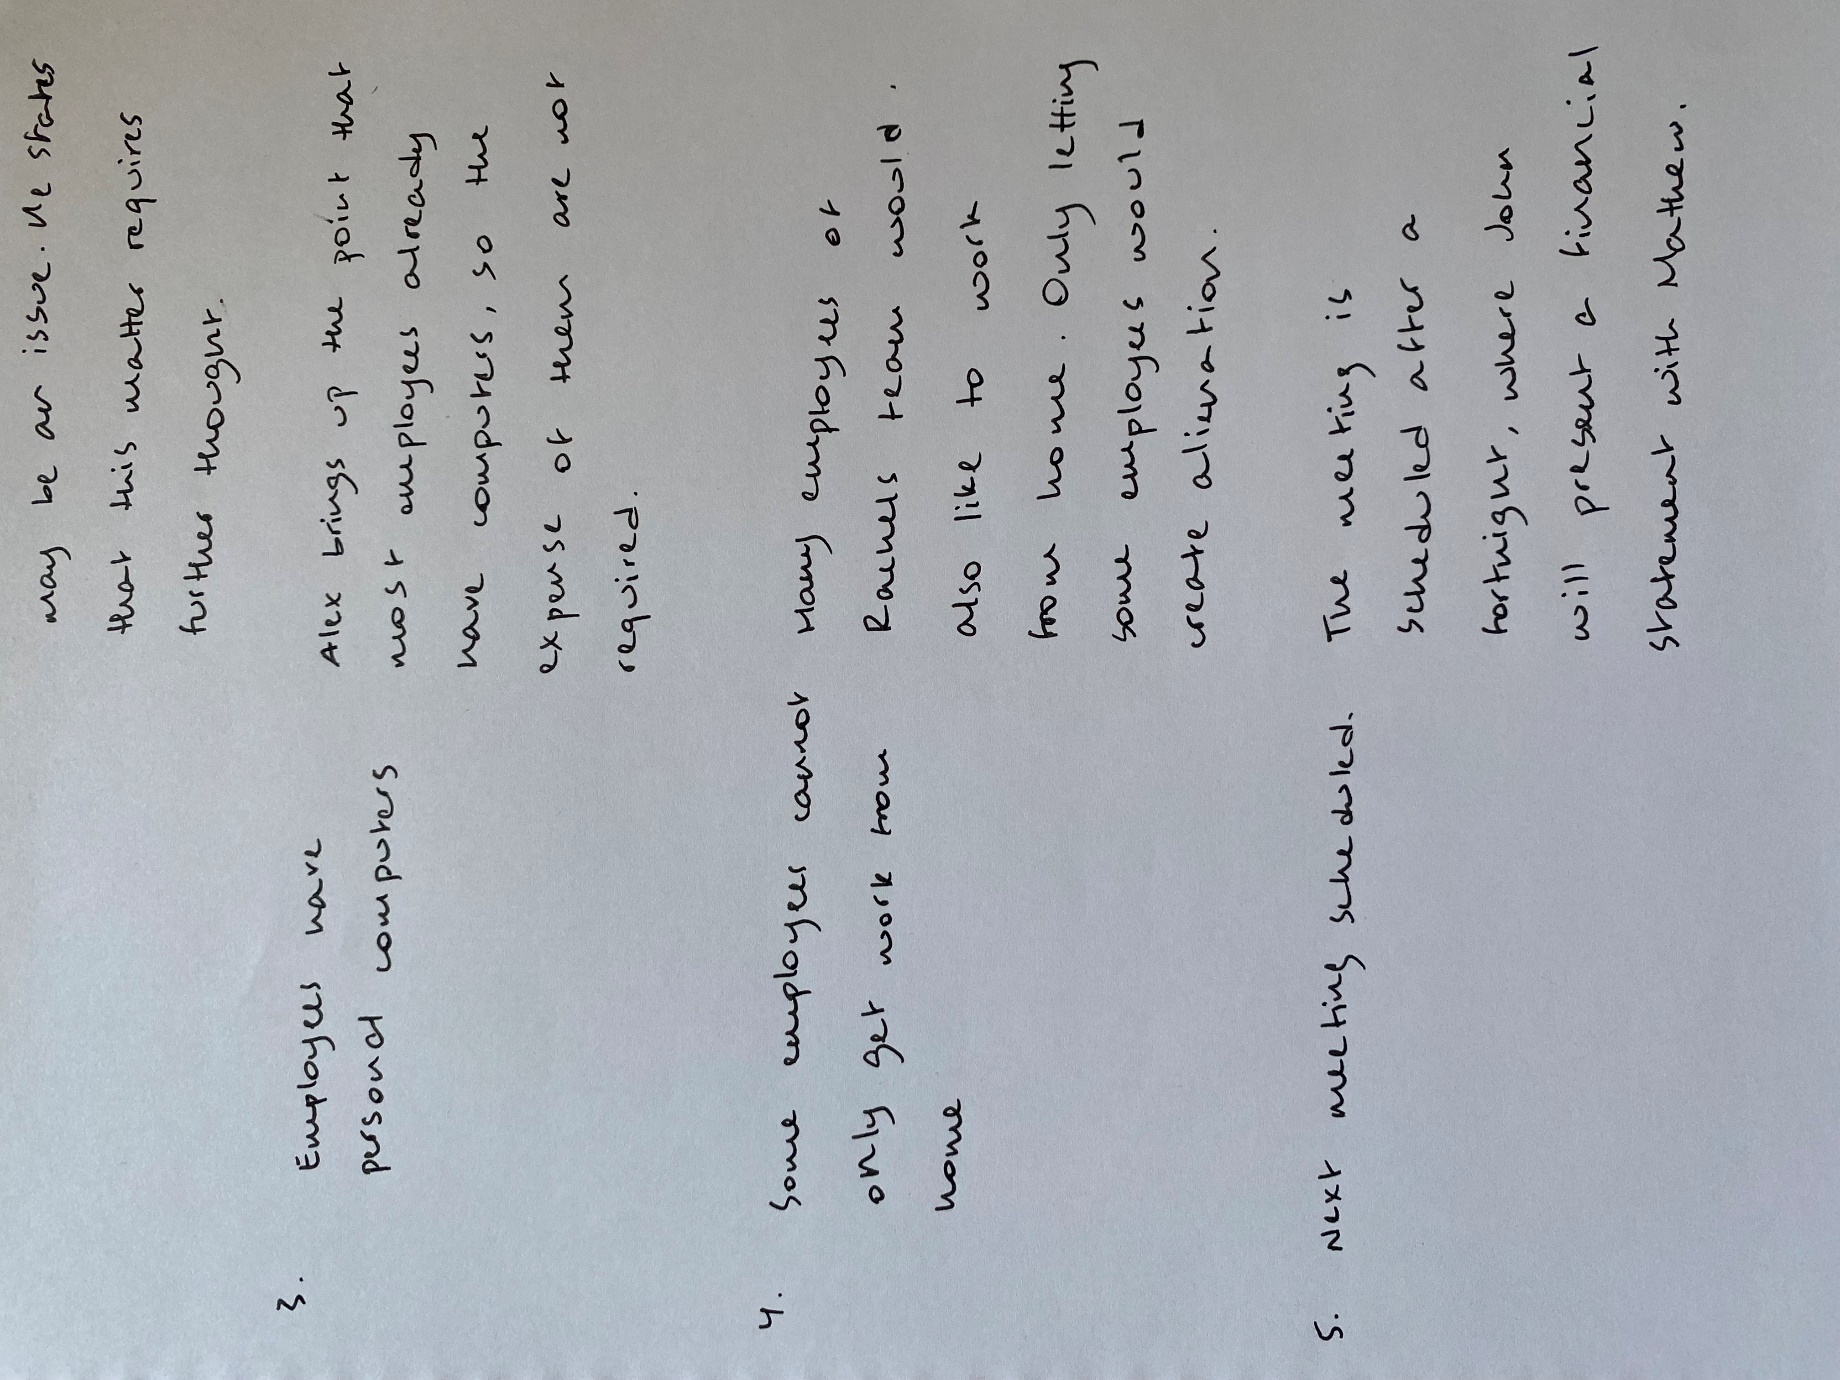 may be an issue. He states
that this matter requires
further thought.
3. Employees have
personal computers
Alex brings up the point that
most employees already
have computers, so the
expense of them are not
required.
4. Some employees cannot
only get work from
home
Many employees of
Rachels team would.
also like to work
from home. Only letting
some employees would
create alienation.
5. Next meeting scheduled.
The meeting is
scheduled after a
fortnight, where John
will present a financial
statement with Mathew.